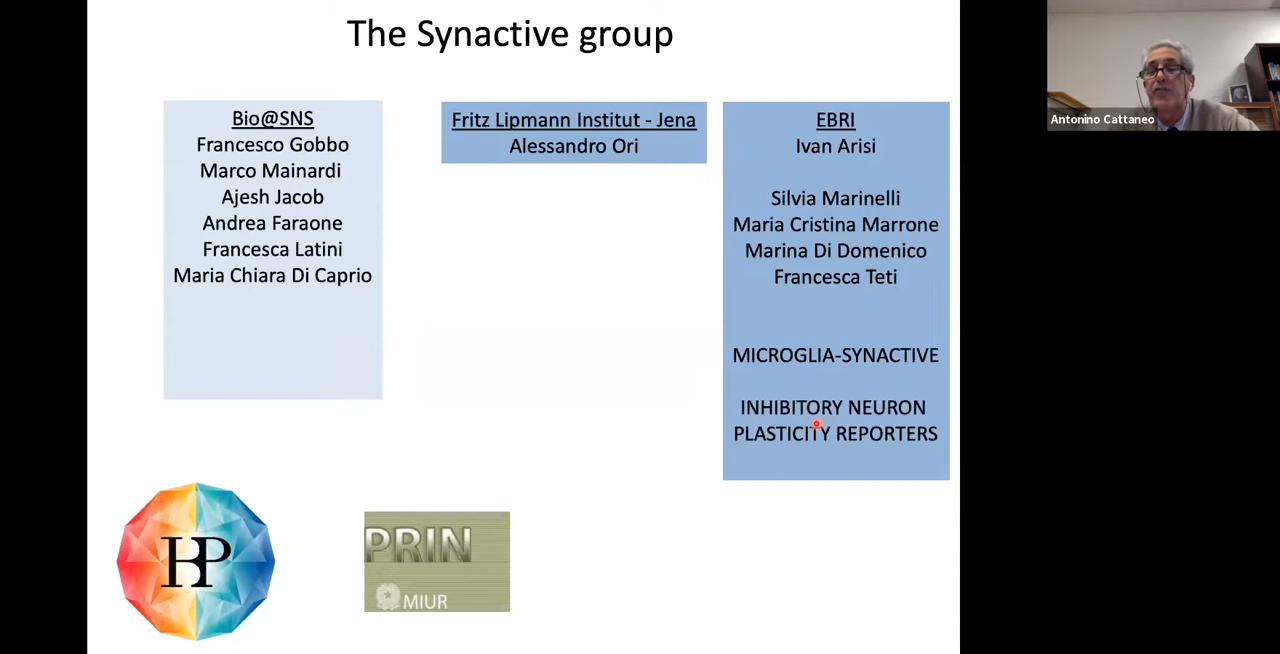 The Synactive group
Bio@SNS
Francesco Gobbo
Marco Mainardi
Ajesh Jacob
Andrea Faraone
Francesca Latini
Maria Chiara Di Caprio
Fritz Lipmann Institut - Jena
Alessandro Ori
EBRI
Ivan Arisi
Silvia Marinelli
Maria Cristina Marrone
Marina Di Domenico
Francesca Teti
MICROGLIA-SYNACTIVE
INHIBITORY NEURON
PLASTICITY REPORTERS
HP
PRIN
MIUR
Antonino Cattaneo